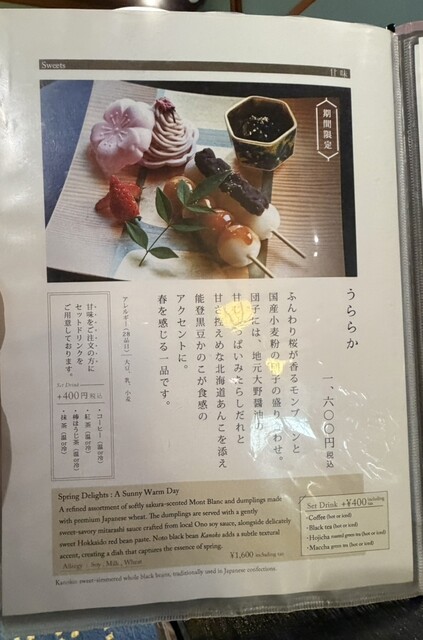 Sweets
甘味
期間限定
うららか
一、六〇〇円 税込
ふんわり桜が香るモンブランと
国産小麦粉の団子の盛り合わせ。
団子には、地元大野醤油の
甘じょっぱいみたらしだれと
甘さ控えめな北海道あんこを添え
能登黒豆かのこが食感の
アクセントに。
春を感じる一品です。
アレルギー(28品目) 大豆、乳、小麦
甘味をご注文の方に
セットドリンクを
ご用意しております。
Set Drink
+400円 税込
・コーヒー(温or冷)
・紅茶(温or冷)
・棒ほうじ茶(温or冷)
・抹茶(温or冷)
Spring Delights : A Sunny Warm Day
A refined assortment of softly sakura-scented Mont Blanc and dumplings made
with premium Japanese wheat. The dumplings are served with a gently
sweet-savory mitarashi sauce crafted from local Ono soy sauce, alongside delicately
sweet Hokkaido red bean paste. Noto black bean Kanoko adds a subtle textural
accent, creating a dish that captures the essence of spring.
Allergy : Soy , Milk , Wheat
¥1,600 including tax
Kanoko: sweet-simmered whole black beans, traditionally used in Japanese confections.
Set Drink +¥400 including tax
・Coffee (hot or iced)
・Black tea (hot or iced)
・Hojicha roasted green tea (hot or iced)
・Matcha green tea (hot or iced)